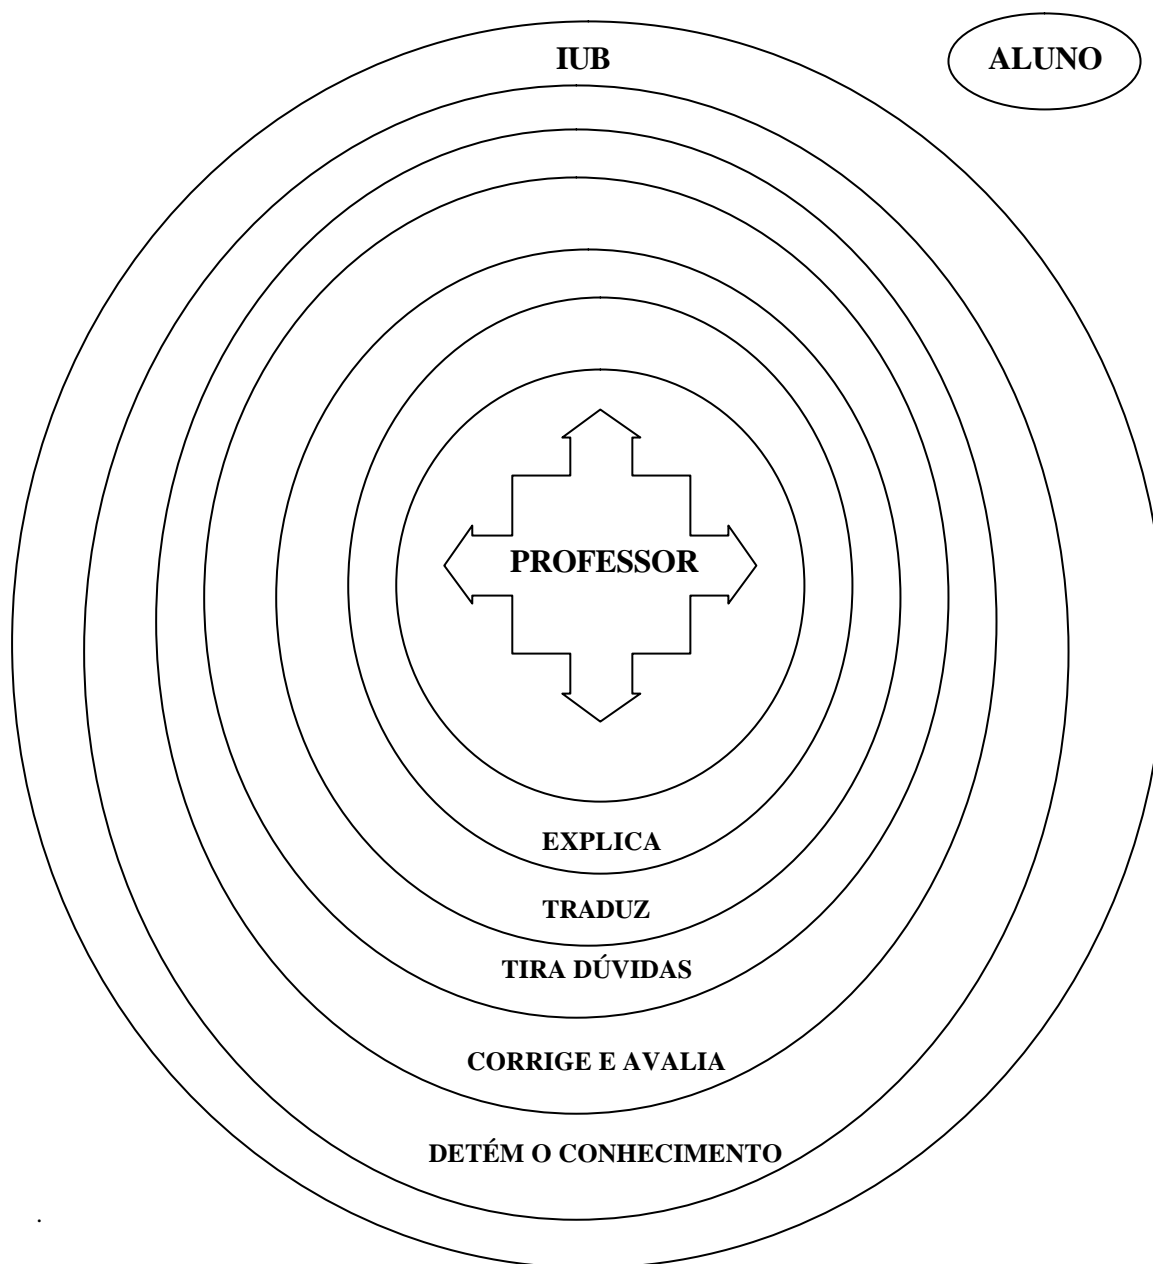 IUB
ALUNO
PROFESSOR
EXPLICA
TRADUZ
TIRA DÚVIDAS
CORRIGE E AVALIA
DETÉM O CONHECIMENTO
.